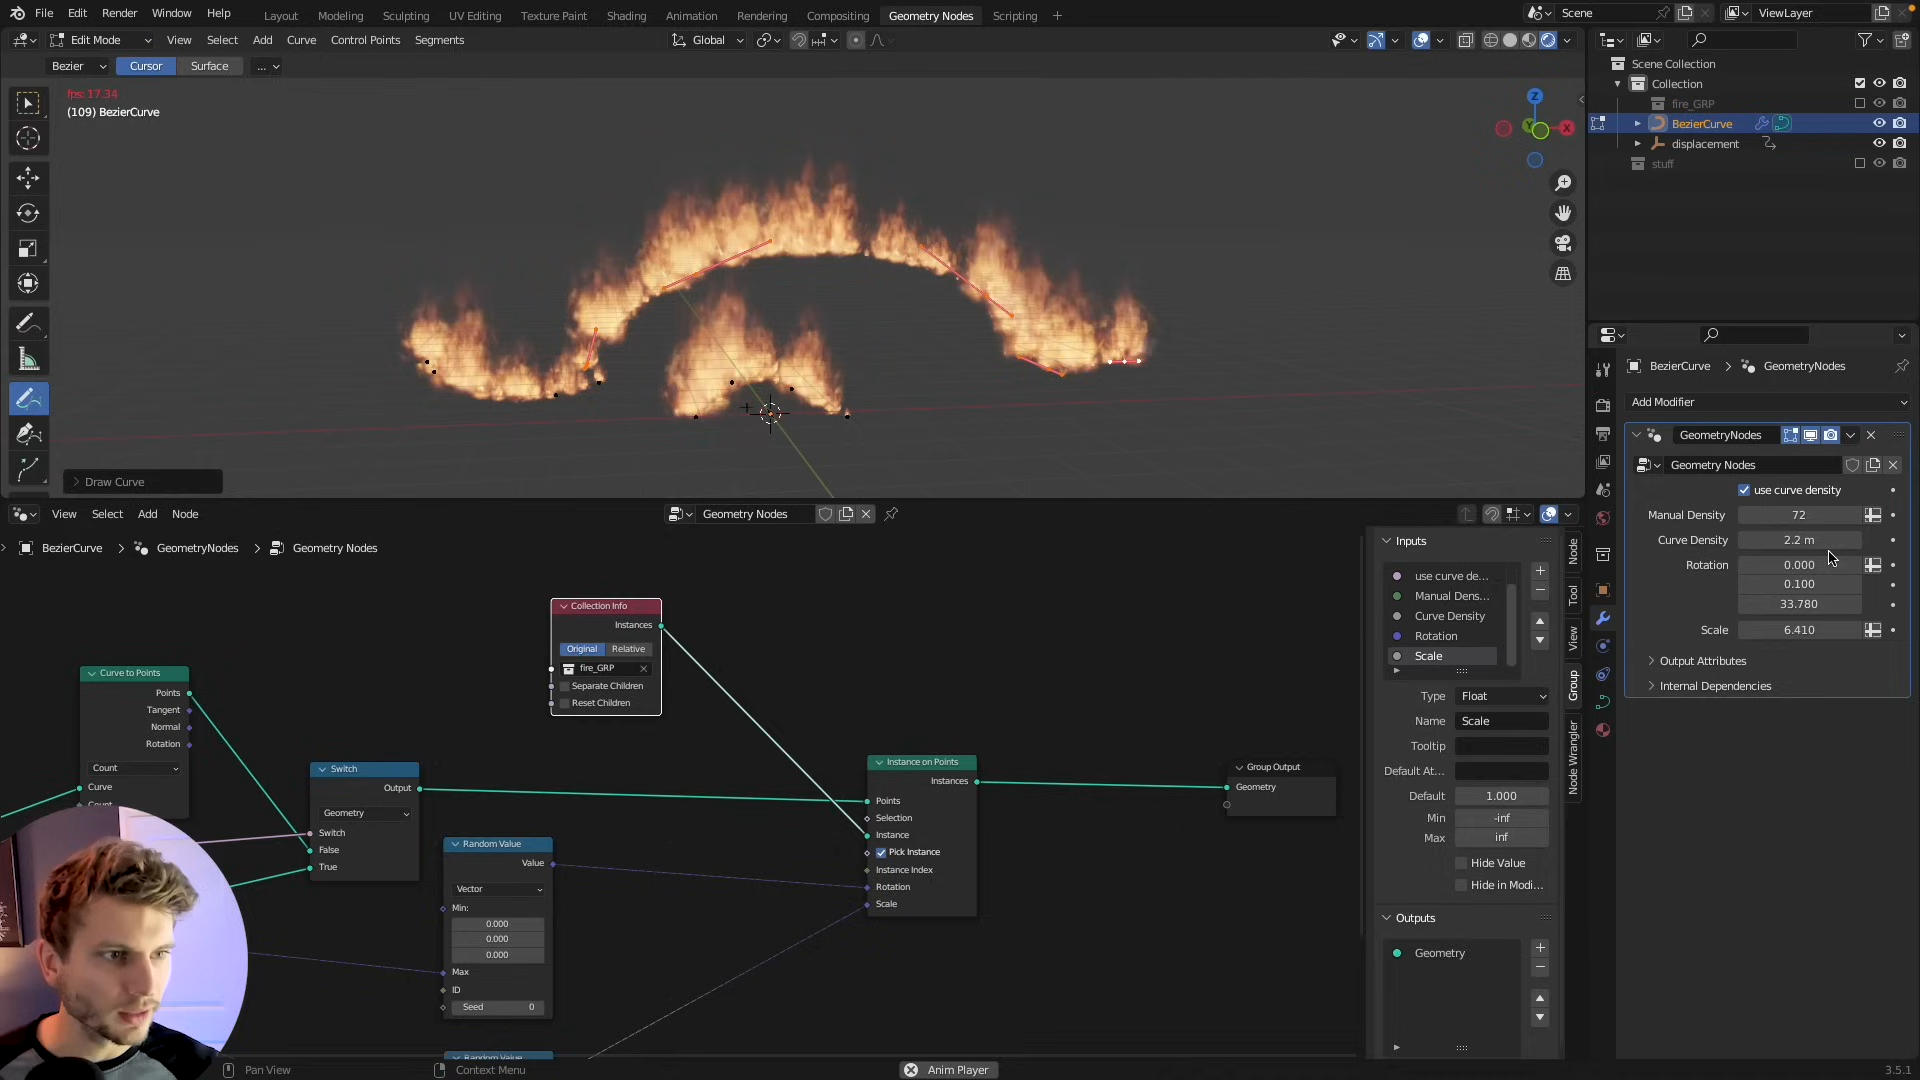 File Edit Render Window Help Layout Modeling Sculpting UV Editing Texture Paint Shading Animation Rendering Compositing Geometry Nodes Scripting + Scene ViewLayer
Edit Mode View Select Add Curve Control Points Segments Global
Bezier Cursor Surface ...
fps: 17.34
(109) BezierCurve
Z
X
Draw Curve
Scene Collection
Collection
fire_GRP
BezierCurve
displacement
stuff
BezierCurve > GeometryNodes
Add Modifier
GeometryNodes
Geometry Nodes
use curve density
Manual Density 72
Curve Density 2.2 m
Rotation 0.000
0.100
33.780
Scale 6.410
Output Attributes
Internal Dependencies
View Select Add Node Geometry Nodes
BezierCurve > GeometryNodes > Geometry Nodes
Curve to Points
Points
Tangent
Normal
Rotation
Count
Curve
Count
Switch
Output
Geometry
Switch
False
True
Collection Info
Instances
Original Relative
fire_GRP
Separate Children
Reset Children
Random Value
Value
Vector
Min:
0.000
0.000
0.000
Max
ID
Seed 0
Random Value
Instance on Points
Instances
Points
Selection
Instance
Pick Instance
Instance Index
Rotation
Scale
Group Output
Geometry
Inputs
use curve de...
Manual Dens...
Curve Density
Rotation
Scale
Type Float
Name Scale
Tooltip
Default At...
Default 1.000
Min -inf
Max inf
Hide Value
Hide in Modi...
Outputs
Geometry
Node
Tool
View
Group
Node Wrangler
Pan View Context Menu Anim Player 3.5.1